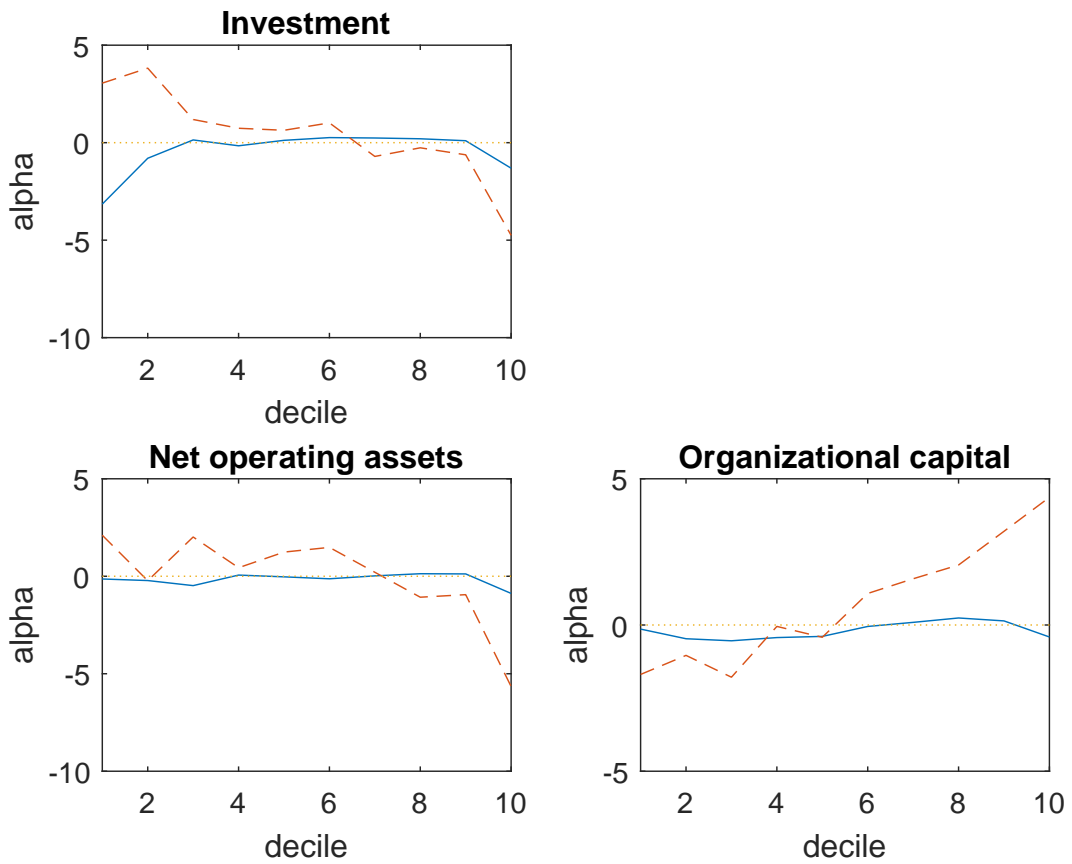 Investment
5
0
-5
-10
alpha
2 4 6 8 10
decile
Net operating assets
5
0
-5
-10
alpha
2 4 6 8 10
decile
Organizational capital
5
0
-5
alpha
2 4 6 8 10
decile